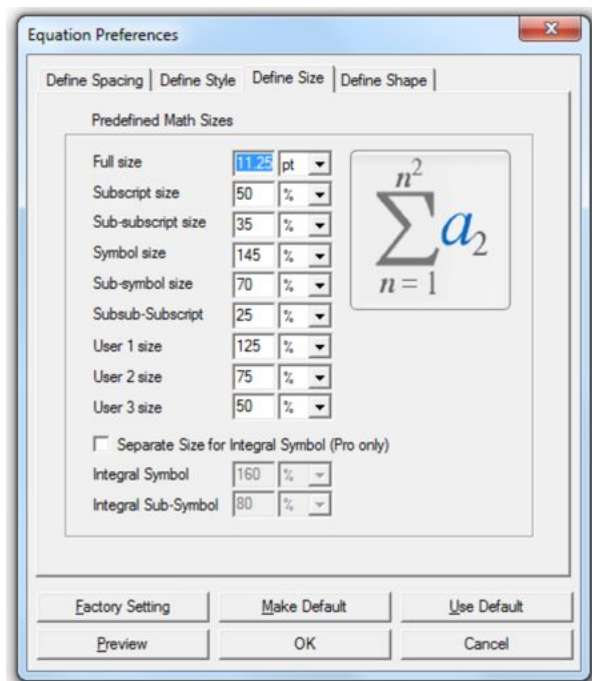 Equation Preferences
Define Spacing Define Style Define Size Define Shape
Predefined Math Sizes
Full size 11.25 pt
Subscript size 50 %
Sub-subscript size 35 %
Symbol size 145 %
Sub-symbol size 70 %
Subsub-Subscript 25 %
User 1 size 125 %
User 2 size 75 %
User 3 size 50 %
n²
∑a₂
n = 1
Separate Size for Integral Symbol (Pro only)
Integral Symbol 160 %
Integral Sub-Symbol 80 %
Factory Setting Make Default Use Default
Preview OK Cancel